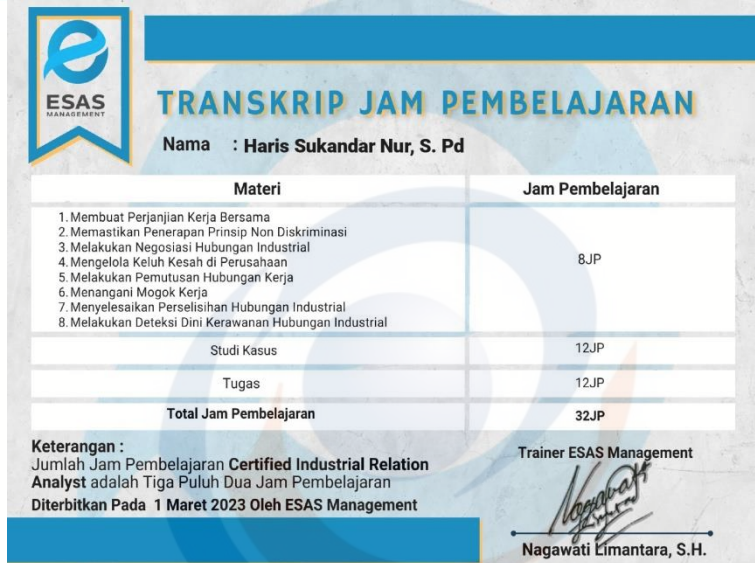 ESAS
MANAGEMENT
TRANSKRIP JAM PEMBELAJARAN
Nama : Haris Sukandar Nur, S. Pd
Materi Jam Pembelajaran
1. Membuat Perjanjian Kerja Bersama
2. Memastikan Penerapan Prinsip Non Diskriminasi
3. Melakukan Negosiasi Hubungan Industrial
4. Mengelola Keluh Kesah di Perusahaan
5. Melakukan Pemutusan Hubungan Kerja
6. Menangani Mogok Kerja
7. Menyelesaikan Perselisihan Hubungan Industrial
8. Melakukan Deteksi Dini Kerawanan Hubungan Industrial
8JP
Studi Kasus 12JP
Tugas 12JP
Total Jam Pembelajaran 32JP
Keterangan :
Jumlah Jam Pembelajaran Certified Industrial Relation
Analyst adalah Tiga Puluh Dua Jam Pembelajaran
Diterbitkan Pada 1 Maret 2023 Oleh ESAS Management
Trainer ESAS Management
Nagawati Limantara, S.H.